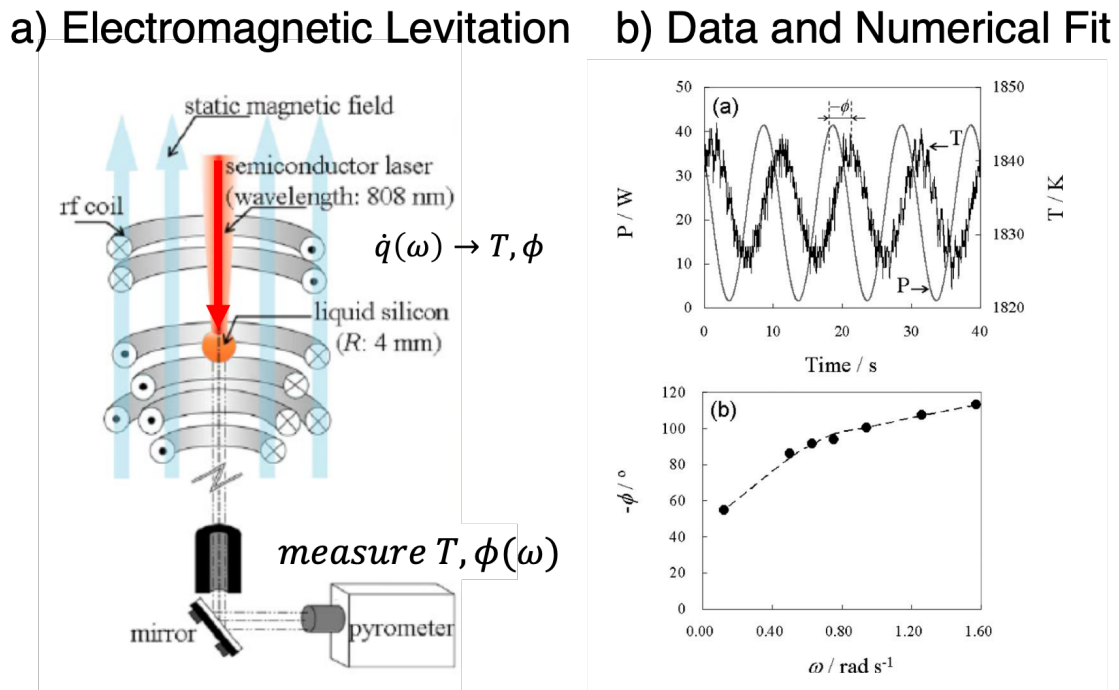 a) Electromagnetic Levitation
static magnetic field
semiconductor laser
(wavelength: 808 nm)
rf coil
q̇(ω) → T, ϕ
liquid silicon
(R: 4 mm)
measure T, ϕ(ω)
mirror
pyrometer
b) Data and Numerical Fit
(a)
-ϕ
T
P
50
40
30
20
10
0
P / W
1850
1840
1830
1820
T / K
0 10 20 30 40
Time / s
(b)
120
100
80
60
40
20
0
-ϕ / °
0.00 0.40 0.80 1.20 1.60
ω / rad s⁻¹